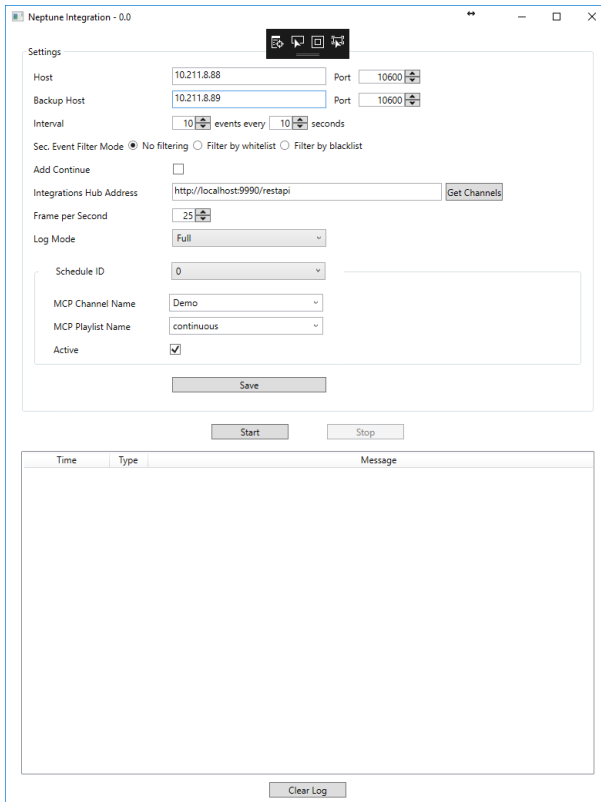 Neptune Integration - 0.0
Settings
Host 10.211.8.88 Port 10600
Backup Host 10.211.8.89 Port 10600
Interval 10 events every 10 seconds
Sec. Event Filter Mode No filtering Filter by whitelist Filter by blacklist
Add Continue
Integrations Hub Address http://localhost:9990/restapi Get Channels
Frame per Second 25
Log Mode Full
Schedule ID 0
MCP Channel Name Demo
MCP Playlist Name continuous
Active
Save
Start Stop
Time Type Message
Clear Log